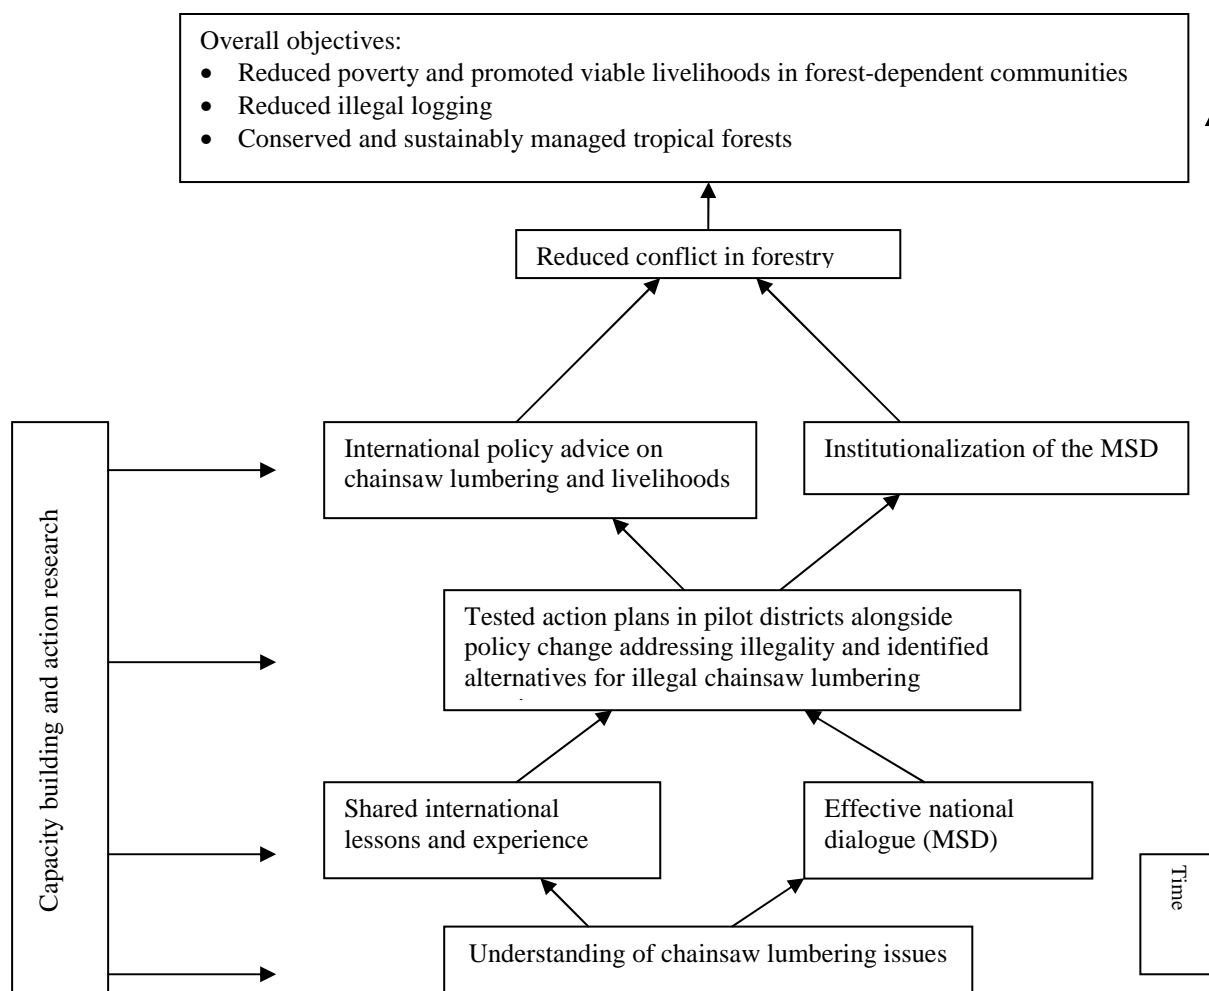 Overall objectives:
• Reduced poverty and promoted viable livelihoods in forest-dependent communities
• Reduced illegal logging
• Conserved and sustainably managed tropical forests
Reduced conflict in forestry
International policy advice on
chainsaw lumbering and livelihoods
Institutionalization of the MSD
Capacity building and action research
Tested action plans in pilot districts alongside
policy change addressing illegality and identified
alternatives for illegal chainsaw lumbering
Shared international
lessons and experience
Effective national
dialogue (MSD)
Time
Understanding of chainsaw lumbering issues